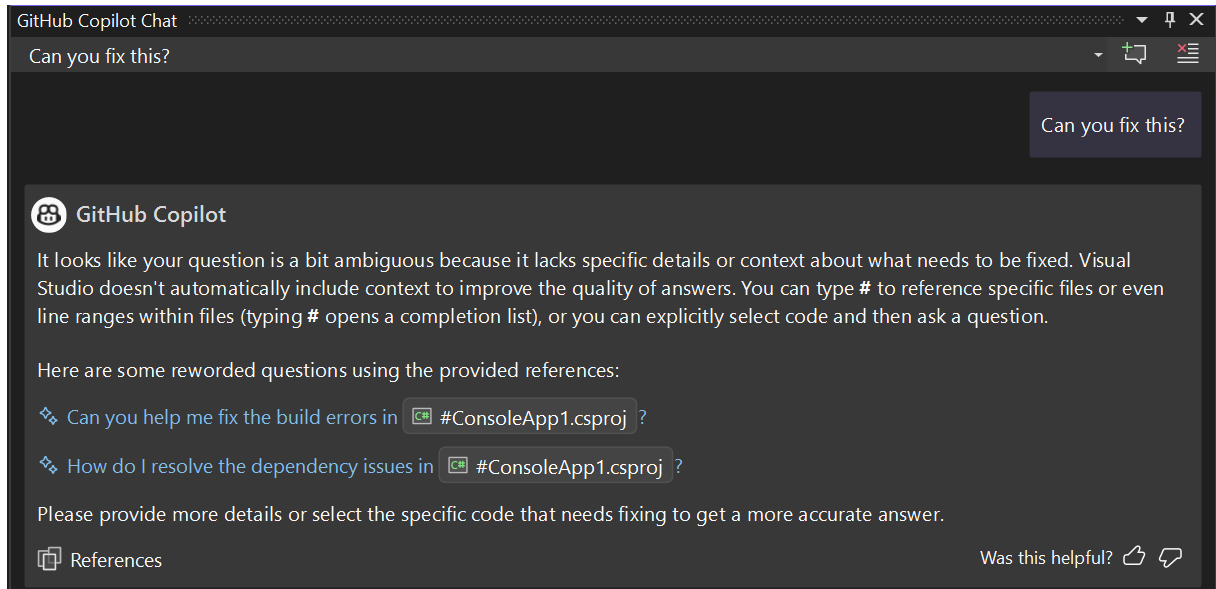 GitHub Copilot Chat
Can you fix this?
Can you fix this?
GitHub Copilot
It looks like your question is a bit ambiguous because it lacks specific details or context about what needs to be fixed. Visual
Studio doesn't automatically include context to improve the quality of answers. You can type # to reference specific files or even
line ranges within files (typing # opens a completion list), or you can explicitly select code and then ask a question.
Here are some reworded questions using the provided references:
Can you help me fix the build errors in C# #ConsoleApp1.csproj ?
How do I resolve the dependency issues in C# #ConsoleApp1.csproj ?
Please provide more details or select the specific code that needs fixing to get a more accurate answer.
References
Was this helpful?